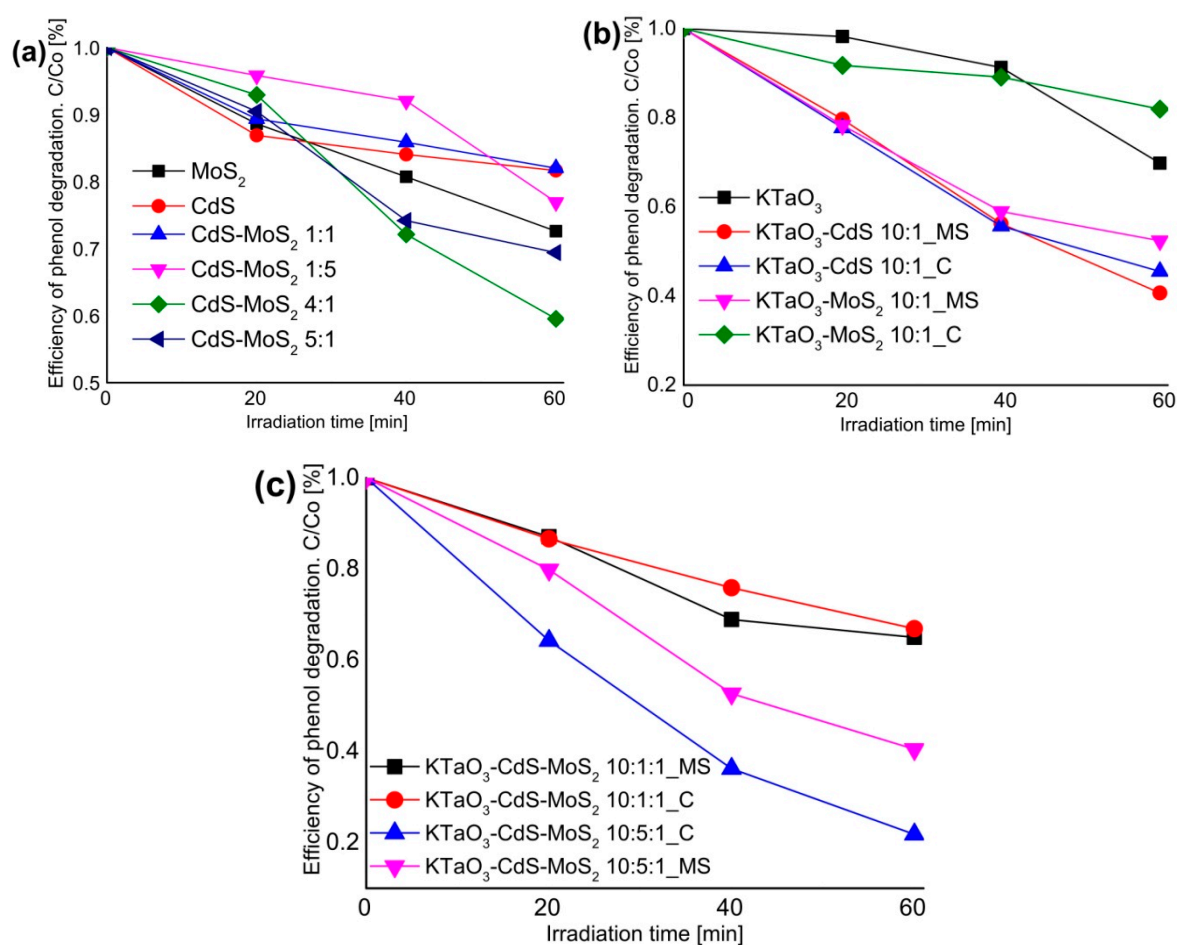 (a)
Efficiency of phenol degradation. C/Co [%]
1.0
0.9
0.8
0.7
0.6
0.5
MoS2
CdS
CdS-MoS2 1:1
CdS-MoS2 1:5
CdS-MoS2 4:1
CdS-MoS2 5:1
0
20
40
60
Irradiation time [min]
(b)
Efficiency of phenol degradation. C/Co [%]
1.0
0.8
0.6
0.4
0.2
KTaO3
KTaO3-CdS 10:1_MS
KTaO3-CdS 10:1_C
KTaO3-MoS2 10:1_MS
KTaO3-MoS2 10:1_C
0
20
40
60
Irradiation time [min]
(c)
Efficiency of phenol degradation. C/Co [%]
1.0
0.8
0.6
0.4
0.2
KTaO3-CdS-MoS2 10:1:1_MS
KTaO3-CdS-MoS2 10:1:1_C
KTaO3-CdS-MoS2 10:5:1_C
KTaO3-CdS-MoS2 10:5:1_MS
0
20
40
60
Irradiation time [min]